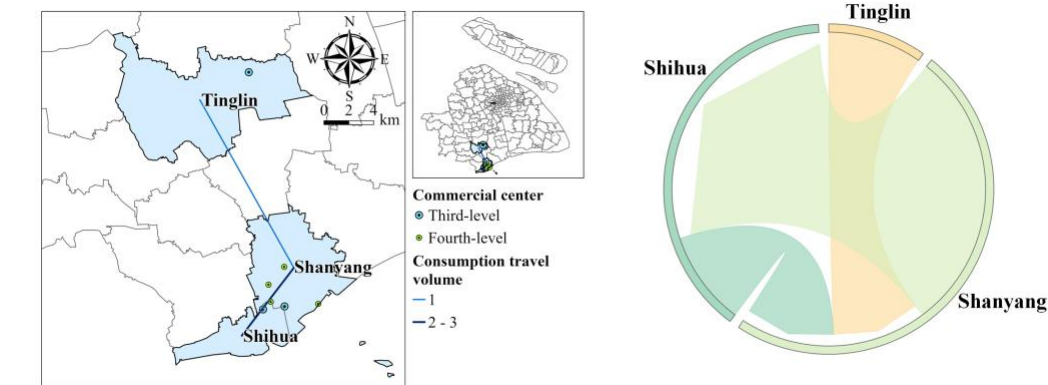 N
W E
S
0 2 4
km
Tinglin
Shanyang
Shihua
Commercial center
Third-level
Fourth-level
Consumption travel
volume
1
2 - 3
Tinglin
Shihua
Shanyang